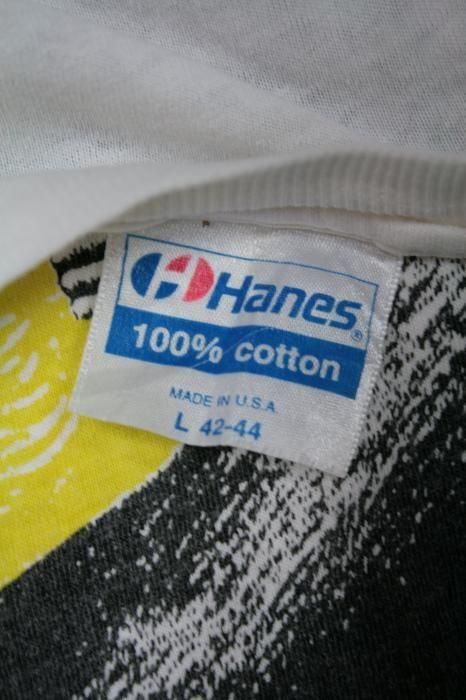 Hanes®
100% cotton
MADE IN U.S.A.
L 42-44